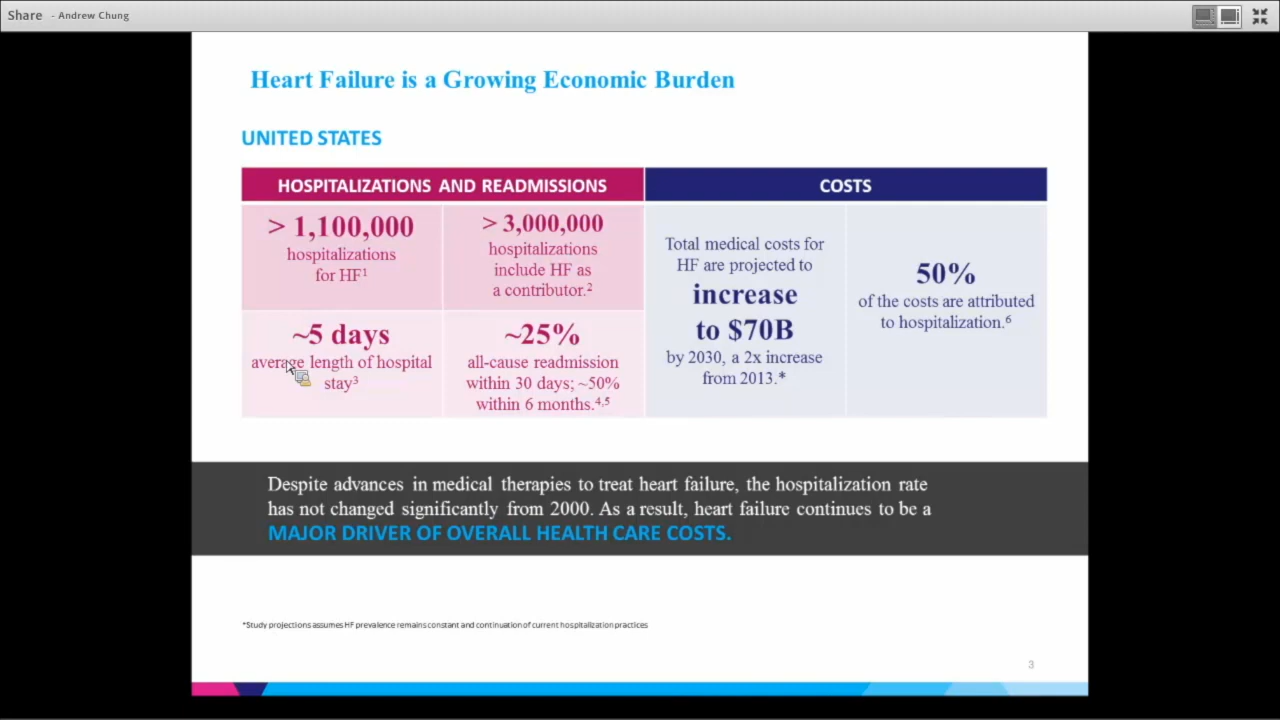 Share - Andrew Chung
Heart Failure is a Growing Economic Burden
UNITED STATES
HOSPITALIZATIONS AND READMISSIONS
COSTS
> 1,100,000
hospitalizations
for HF1
> 3,000,000
hospitalizations
include HF as
a contributor.2
~5 days
average length of hospital
stay3
~25%
all-cause readmission
within 30 days; ~50%
within 6 months.4,5
Total medical costs for
HF are projected to
increase
to $70B
by 2030, a 2x increase
from 2013.*
50%
of the costs are attributed
to hospitalization.6
Despite advances in medical therapies to treat heart failure, the hospitalization rate
has not changed significantly from 2000. As a result, heart failure continues to be a
MAJOR DRIVER OF OVERALL HEALTH CARE COSTS.
*Study projections assumes HF prevalence remains constant and continuation of current hospitalization practices
3